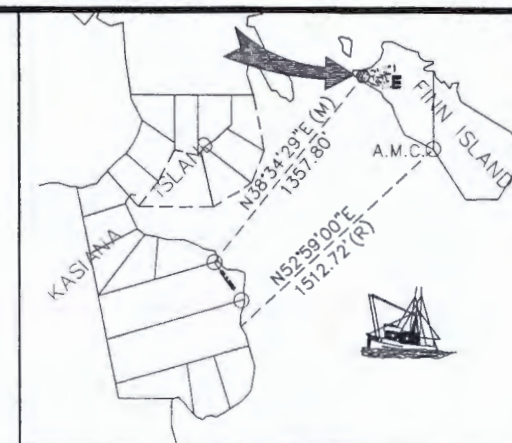 E
FINN ISLAND
A.M.C.
ISLAND
KASIANA
N38°34'29"E (M)
1357.80'
N52°59'00"E
1512.72' (R)